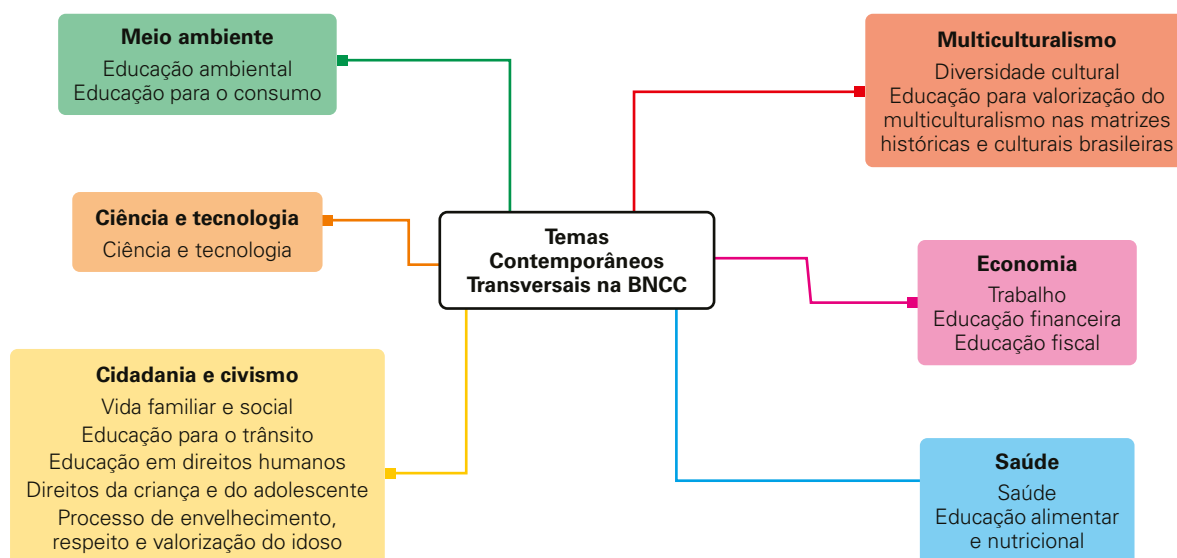 Meio ambiente
Educação ambiental
Educação para o consumo
Multiculturalismo
Diversidade cultural
Educação para valorização do
multiculturalismo nas matrizes
históricas e culturais brasileiras
Ciência e tecnologia
Ciência e tecnologia
Temas
Contemporâneos
Transversais na BNCC
Economia
Trabalho
Educação financeira
Educação fiscal
Cidadania e civismo
Vida familiar e social
Educação para o trânsito
Educação em direitos humanos
Direitos da criança e do adolescente
Processo de envelhecimento,
respeito e valorização do idoso
Saúde
Saúde
Educação alimentar
e nutricional